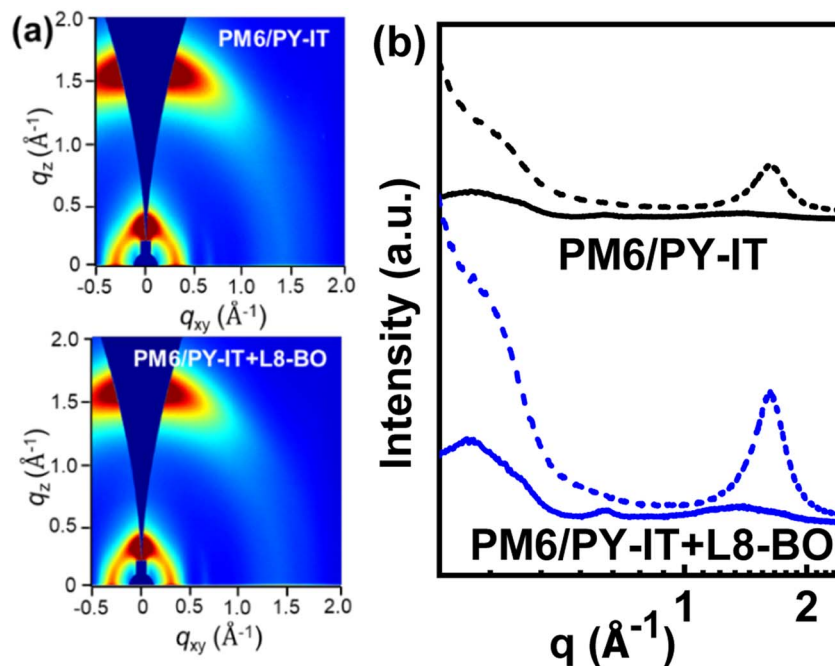 (a)
PM6/PY-IT
2.0
1.5
1.0
0.5
0
qz (Å-1)
-0.5 0 0.5 1.0 1.5 2.0
qxy (Å-1)
PM6/PY-IT+L8-BO
2.0
1.5
1.0
0.5
0
qz (Å-1)
-0.5 0 0.5 1.0 1.5 2.0
qxy (Å-1)
(b)
Intensity (a.u.)
PM6/PY-IT
PM6/PY-IT+L8-BO
1 2
q (Å-1)